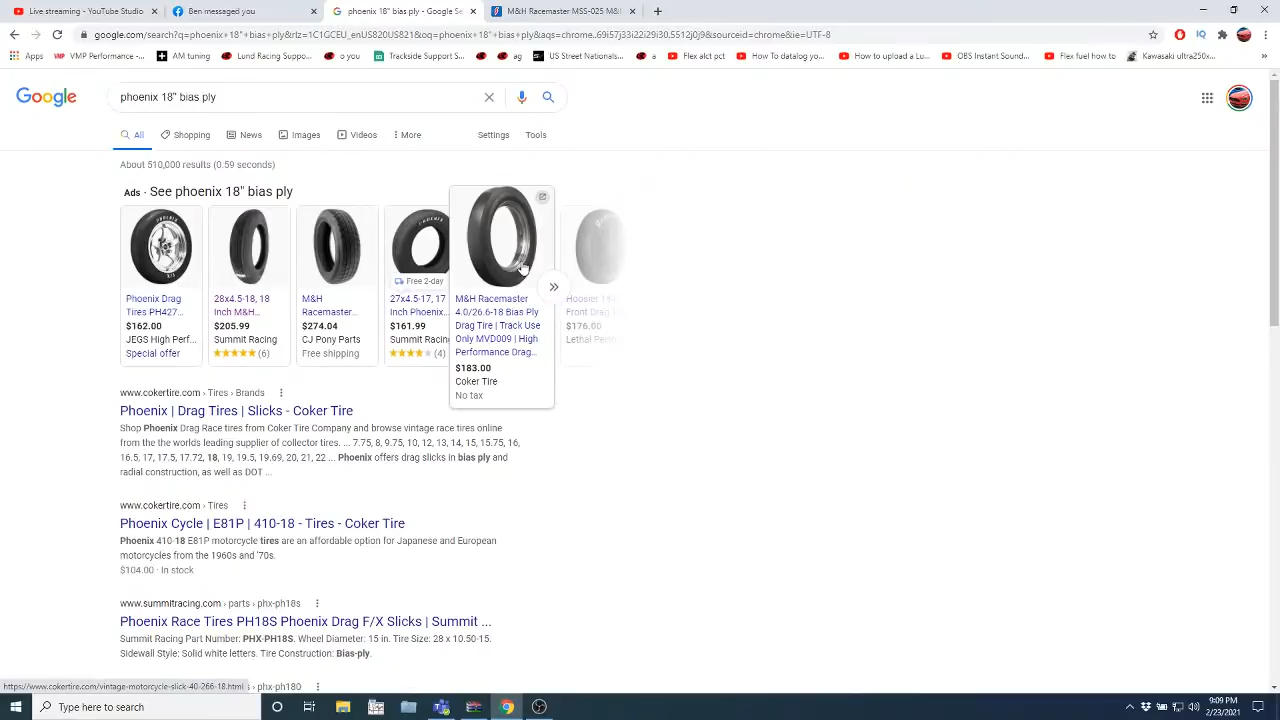 Live streaming - YouTube Studio
Ben messaged you
phoenix 18" bias ply - Google Se
M&H Racemaster MSS-025 M&H
google.com/search?q=phoenix+18"+bias+ply&rlz=1C1GCEU_enUS820US821&oq=phoenix+18"+bias+ply&aqs=chrome..69i57j33i22i29i30.5512j0j9&sourceid=chrome&ie=UTF-8
Apps
VMP Performance -...
AM tuning
Lund Racing Suppo...
o you
Trackside Support S...
ag
US Street Nationals...
a
Flex alct pct
How To datalog yo...
How to upload a Lu...
OBS Instant Sound...
Flex fuel how to
Kawasaki ultra250x...
Google
phoenix 18" bias ply
All
Shopping
News
Images
Videos
More
Settings
Tools
About 510,000 results (0.59 seconds)
Ads · See phoenix 18" bias ply
Phoenix Drag
Tires PH427...
$162.00
JEGS High Perf...
Special offer
28x4.5-18, 18
Inch M&H...
$205.99
Summit Racing
(6)
M&H
Racemaster...
$274.04
CJ Pony Parts
Free shipping
Free 2-day
27x4.5-17, 17
Inch Phoenix...
$161.99
Summit Racing
(4)
M&H Racemaster
4.0/26.6-18 Bias Ply
Drag Tire | Track Use
Only MVD009 | High
Performance Drag...
$183.00
Coker Tire
No tax
Front Drag
$176.00
www.cokertire.com › Tires › Brands
Phoenix | Drag Tires | Slicks - Coker Tire
Shop Phoenix Drag Race tires from Coker Tire Company and browse vintage race tires online
from the the worlds leading supplier of collector tires. ... 7.75, 8, 9.75, 10, 12, 13, 14, 15, 15.75, 16,
16.5, 17, 17.5, 17.72, 18, 19, 19.5, 19.69, 20, 21, 22 ... Phoenix offers drag slicks in bias ply and
radial construction, as well as DOT ...
www.cokertire.com › Tires
Phoenix Cycle | E81P | 410-18 - Tires - Coker Tire
Phoenix 410-18 E81P motorcycle tires are an affordable option for Japanese and European
motorcycles from the 1960s and '70s.
$104.00 · In stock
www.summitracing.com › parts › phx-ph18s
Phoenix Race Tires PH18S Phoenix Drag F/X Slicks | Summit ...
Summit Racing Part Number: PHX-PH18S. Wheel Diameter: 15 in. Tire Size: 28 x 10.50-15.
Sidewall Style: Solid white letters. Tire Construction: Bias-ply.
https://www.cokertire.com/vintage-motorcycle-slick-40-266-18.html
› phx-ph180
Type here to search
9:09 PM
2/23/2021